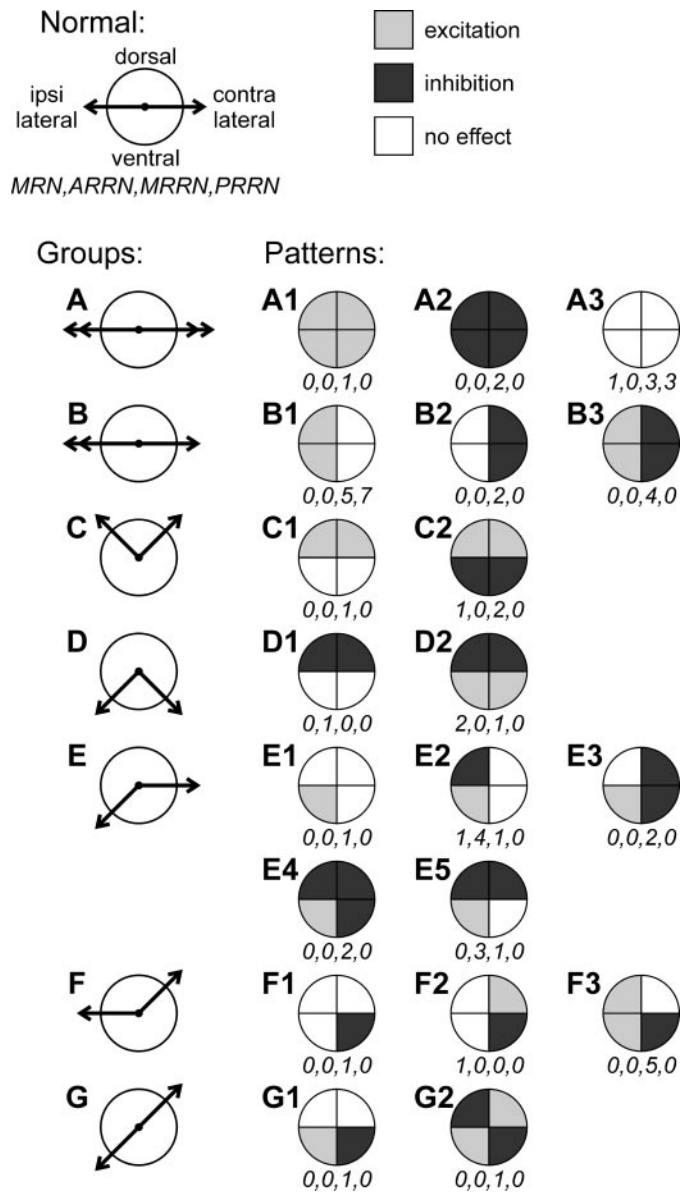 Normal:
dorsal
ipsi lateral
contra lateral
ventral
MRN,ARRN,MRRN,PRRN
excitation
inhibition
no effect
Groups: Patterns:
A A1 A2 A3
0,0,1,0 0,0,2,0 1,0,3,3
B B1 B2 B3
0,0,5,7 0,0,2,0 0,0,4,0
C C1 C2
0,0,1,0 1,0,2,0
D D1 D2
0,1,0,0 2,0,1,0
E E1 E2 E3
0,0,1,0 1,4,1,0 0,0,2,0
E4 E5
0,0,2,0 0,3,1,0
F F1 F2 F3
0,0,1,0 1,0,0,0 0,0,5,0
G G1 G2
0,0,1,0 0,0,1,0